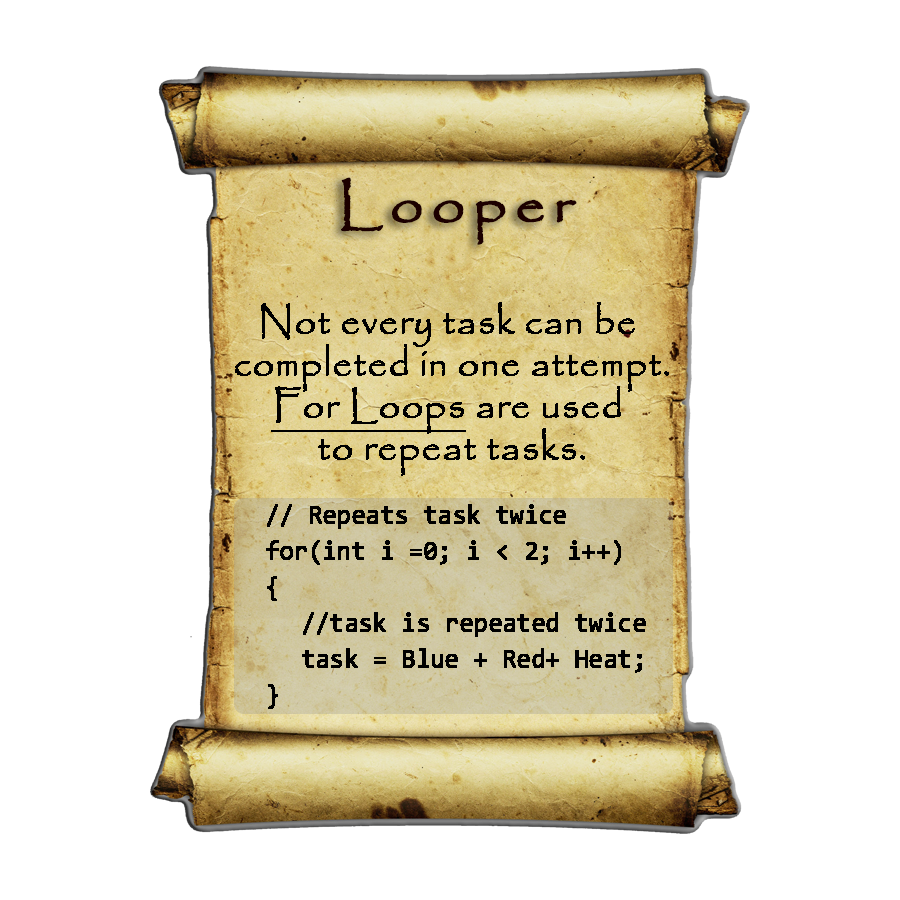 Looper
Not every task can be
completed in one attempt.
For Loops are used
to repeat tasks.
// Repeats task twice
for(int i =0; i < 2; i++)
{
//task is repeated twice
task = Blue + Red+ Heat;
}